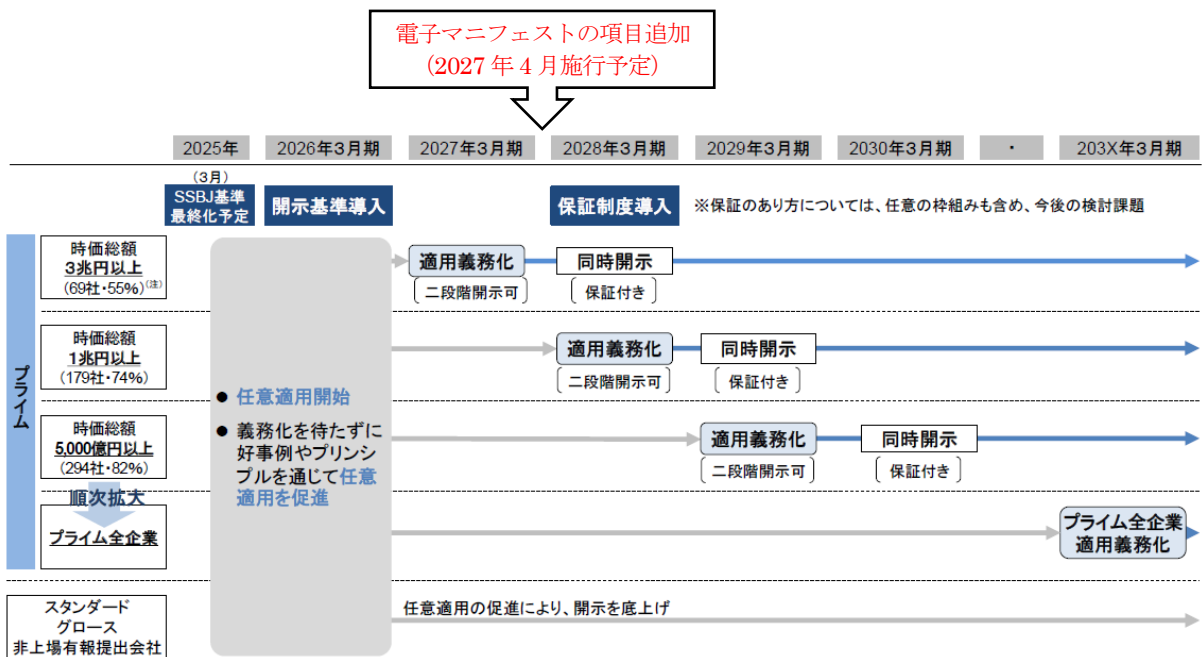 電子マニフェストの項目追加
(2027年4月施行予定)
2025年
2026年3月期
2027年3月期
2028年3月期
2029年3月期
2030年3月期
・
203X年3月期
(3月)
SSBJ基準
最終化予定
開示基準導入
保証制度導入
※保証のあり方については、任意の枠組みも含め、今後の検討課題
プライム
時価総額
3兆円以上
(69社・55%)(注)
適用義務化
二段階開示可
同時開示
保証付き
時価総額
1兆円以上
(179社・74%)
適用義務化
二段階開示可
同時開示
保証付き
● 任意適用開始
● 義務化を待たずに
好事例やプリンシ
プルを通じて任意
適用を促進
時価総額
5,000億円以上
(294社・82%)
適用義務化
二段階開示可
同時開示
保証付き
順次拡大
プライム全企業
プライム全企業
適用義務化
スタンダード
グロース
非上場有報提出会社
任意適用の促進により、開示を底上げ